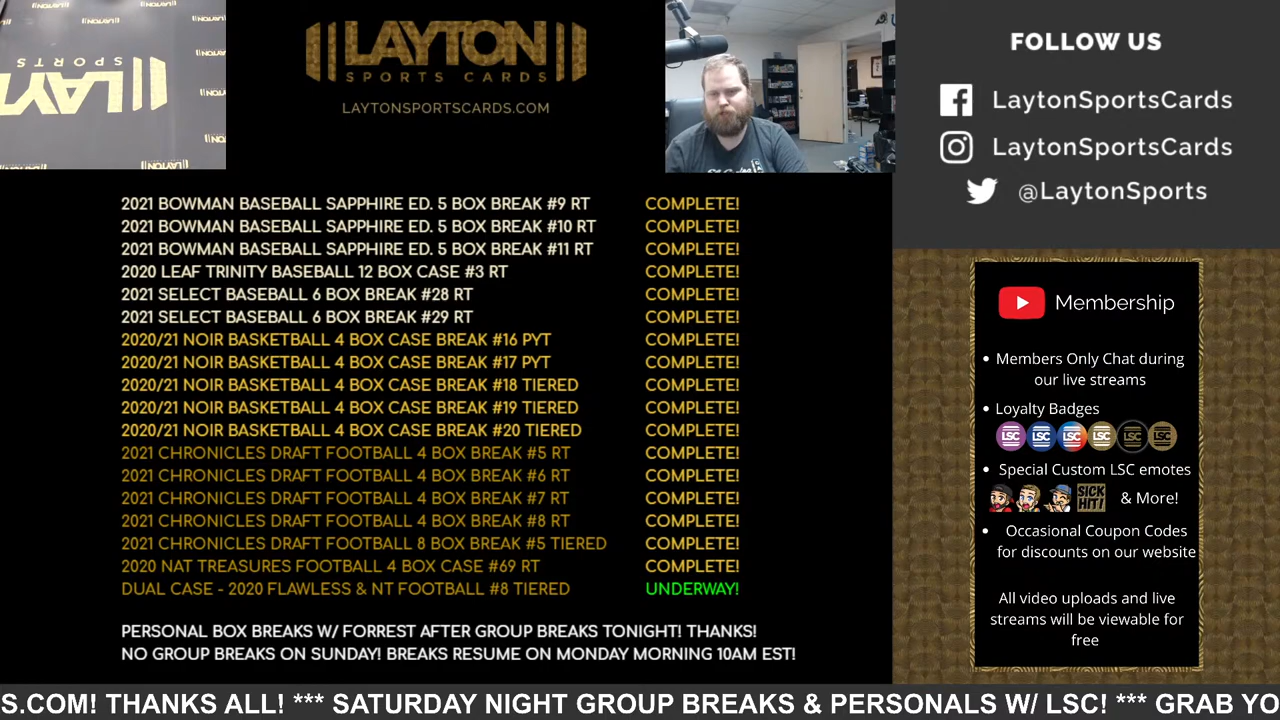 LAYTON
SPORTS
LAYTON
SPORTS CARDS
LAYTONSPORTSCARDS.COM
FOLLOW US
LaytonSportsCards
LaytonSportsCards
@LaytonSports
2021 BOWMAN BASEBALL SAPPHIRE ED. 5 BOX BREAK #9 RT COMPLETE!
2021 BOWMAN BASEBALL SAPPHIRE ED. 5 BOX BREAK #10 RT COMPLETE!
2021 BOWMAN BASEBALL SAPPHIRE ED. 5 BOX BREAK #11 RT COMPLETE!
2020 LEAF TRINITY BASEBALL 12 BOX CASE #3 RT COMPLETE!
2021 SELECT BASEBALL 6 BOX BREAK #28 RT COMPLETE!
2021 SELECT BASEBALL 6 BOX BREAK #29 RT COMPLETE!
2020/21 NOIR BASKETBALL 4 BOX CASE BREAK #16 PYT COMPLETE!
2020/21 NOIR BASKETBALL 4 BOX CASE BREAK #17 PYT COMPLETE!
2020/21 NOIR BASKETBALL 4 BOX CASE BREAK #18 TIERED COMPLETE!
2020/21 NOIR BASKETBALL 4 BOX CASE BREAK #19 TIERED COMPLETE!
2020/21 NOIR BASKETBALL 4 BOX CASE BREAK #20 TIERED COMPLETE!
2021 CHRONICLES DRAFT FOOTBALL 4 BOX BREAK #5 RT COMPLETE!
2021 CHRONICLES DRAFT FOOTBALL 4 BOX BREAK #6 RT COMPLETE!
2021 CHRONICLES DRAFT FOOTBALL 4 BOX BREAK #7 RT COMPLETE!
2021 CHRONICLES DRAFT FOOTBALL 4 BOX BREAK #8 RT COMPLETE!
2021 CHRONICLES DRAFT FOOTBALL 8 BOX BREAK #5 TIERED COMPLETE!
2020 NAT TREASURES FOOTBALL 4 BOX CASE #69 RT COMPLETE!
DUAL CASE - 2020 FLAWLESS & NT FOOTBALL #8 TIERED UNDERWAY!
PERSONAL BOX BREAKS W/ FORREST AFTER GROUP BREAKS TONIGHT! THANKS!
NO GROUP BREAKS ON SUNDAY! BREAKS RESUME ON MONDAY MORNING 10AM EST!
Membership
• Members Only Chat during
our live streams
• Loyalty Badges
LSC LSC LSC LSC LSC LSC
• Special Custom LSC emotes
SICK HIT! & More!
• Occasional Coupon Codes
for discounts on our website
All video uploads and live
streams will be viewable for
free
S.COM! THANKS ALL! *** SATURDAY NIGHT GROUP BREAKS & PERSONALS W/ LSC! *** GRAB YO